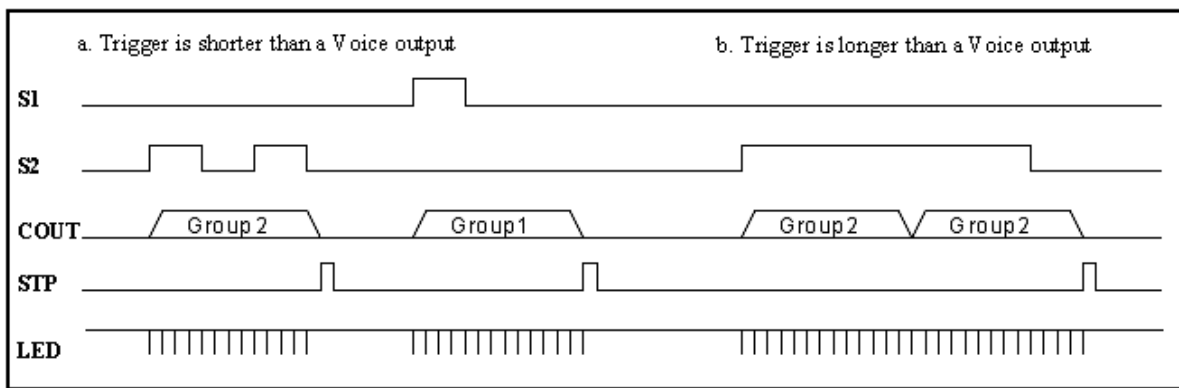 a. Trigger is shorter than a Voice output
b. Trigger is longer than a Voice output
S1
S2
COUT
Group 2
Group1
Group2
Group2
STP
LED